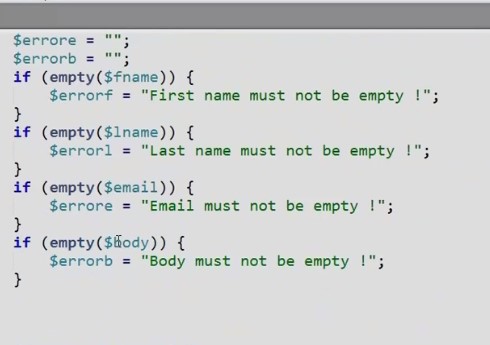 $errore = "";
$errorb = "";
if (empty($fname)) {
    $errorf = "First name must not be empty !";
}
if (empty($lname)) {
    $errorl = "Last name must not be empty !";
}
if (empty($email)) {
    $errore = "Email must not be empty !";
}
if (empty($body)) {
    $errorb = "Body must not be empty !";
}